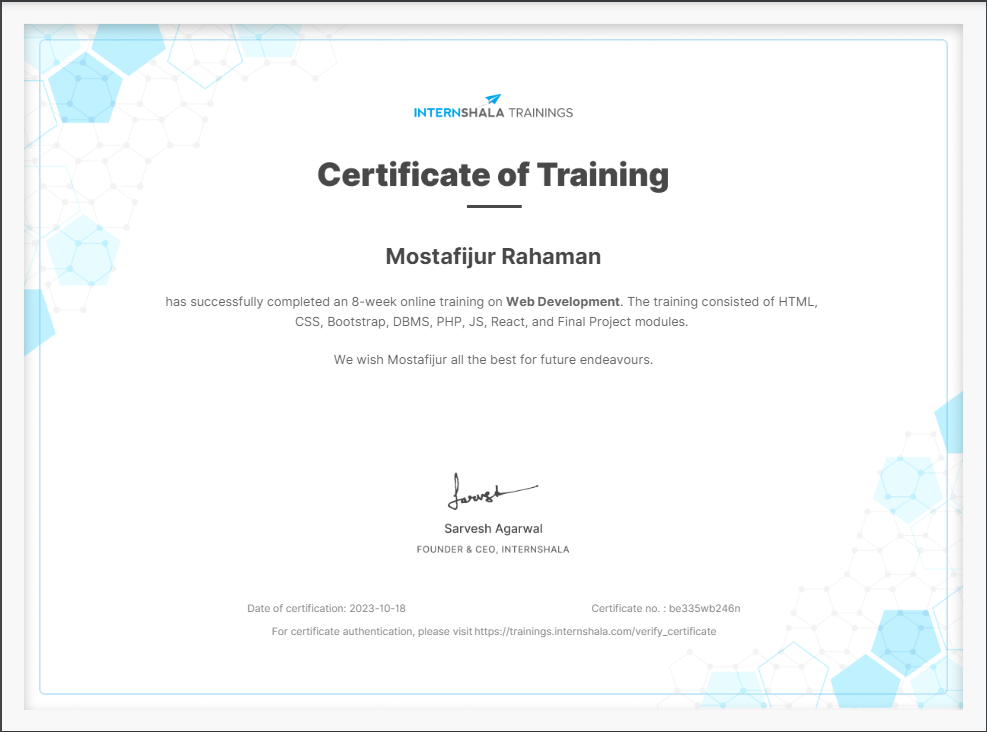 INTERNSHALA TRAININGS
Certificate of Training
Mostafijur Rahaman
has successfully completed an 8-week online training on Web Development. The training consisted of HTML,
CSS, Bootstrap, DBMS, PHP, JS, React, and Final Project modules.
We wish Mostafijur all the best for future endeavours.
Sarvesh
Sarvesh Agarwal
FOUNDER & CEO, INTERNSHALA
Date of certification: 2023-10-18
Certificate no. : be335wb246n
For certificate authentication, please visit https://trainings.internshala.com/verify_certificate